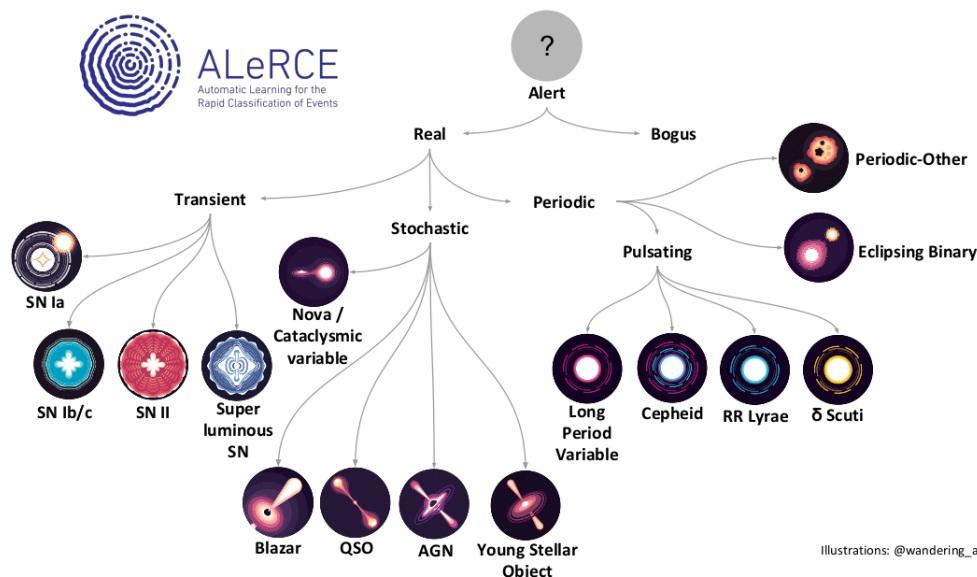 ALeRCE
Automatic Learning for the
Rapid Classification of Events
?
Alert
Real
Bogus
Periodic-Other
Transient
Periodic
Stochastic
Pulsating
Eclipsing Binary
SN Ia
Nova /
Cataclysmic
variable
SN Ib/c
SN II
Super
luminous
SN
Long
Period
Variable
Cepheid
RR Lyrae
δ Scuti
Blazar
QSO
AGN
Young Stellar
Object
Illustrations: @wandering_a